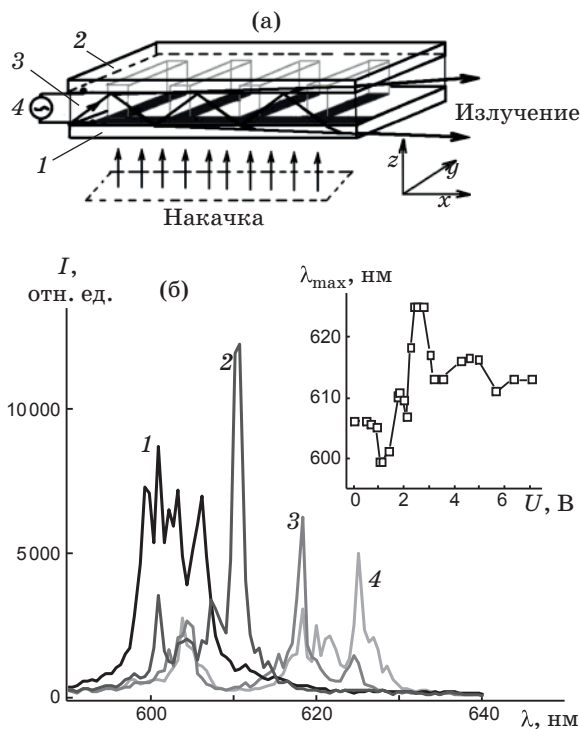 (а)
2
3
4
1
Излучение
Накачка
z
y
x
I,
отн. ед.
(б)
λmax, нм
10000
5000
0
1
2
3
4
620
610
600
0 2 4 6
U, В
600 620 640
λ, нм